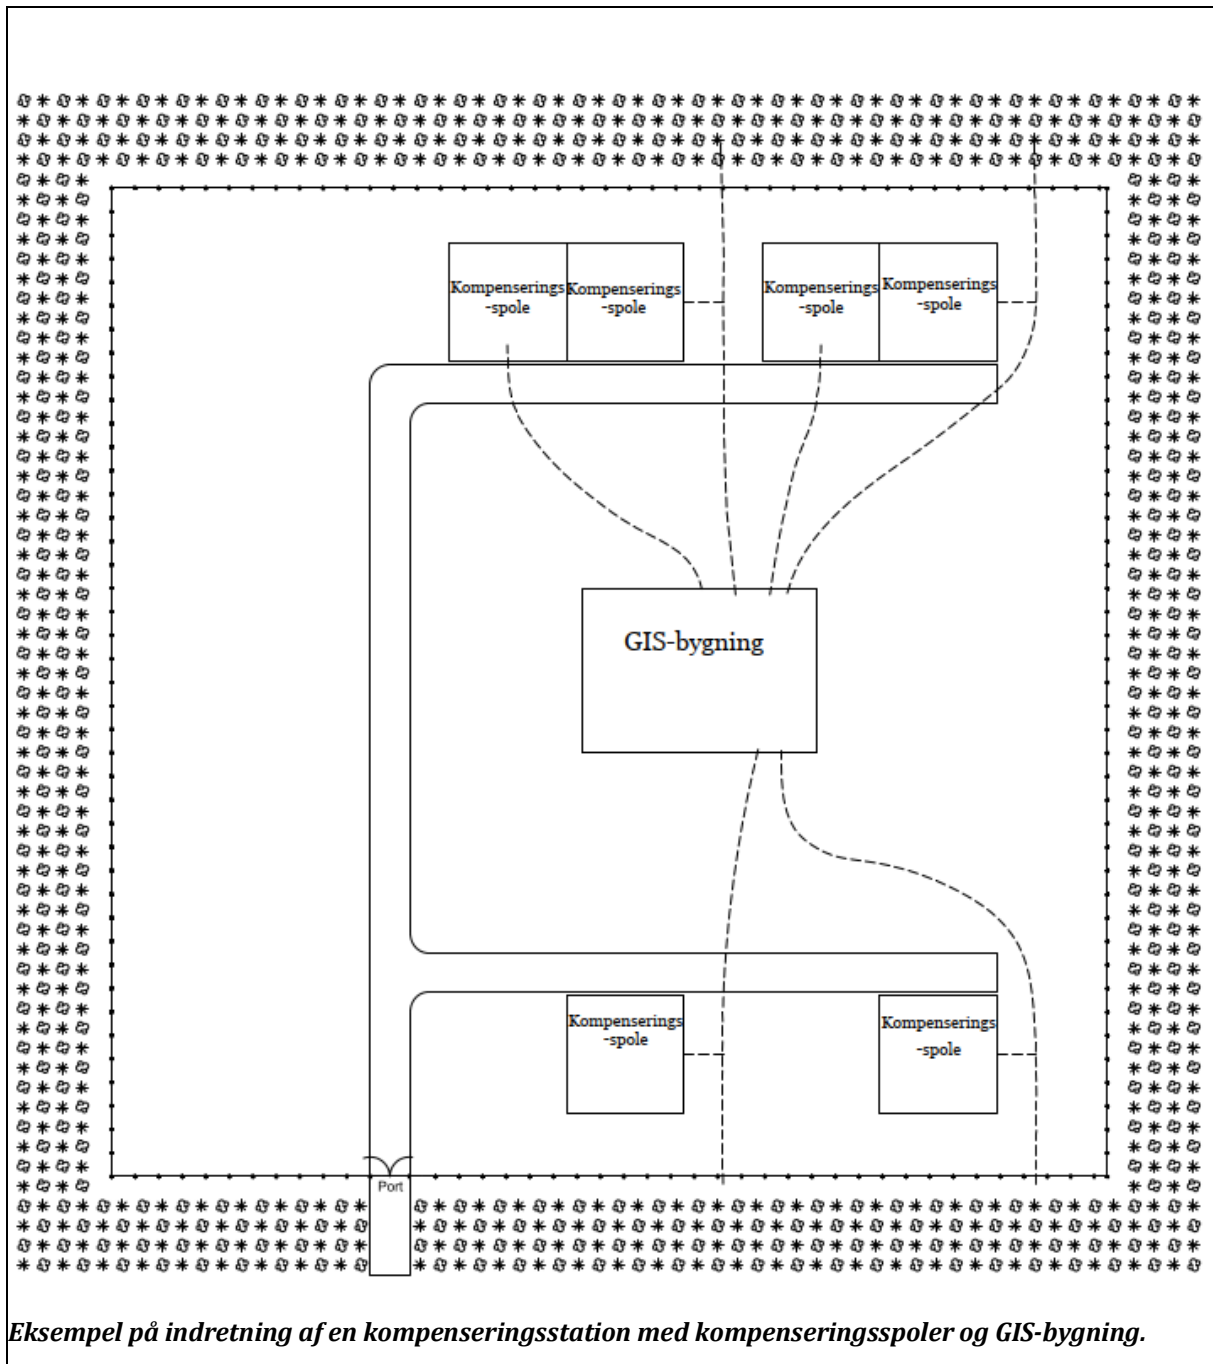 Kompenserings
-spole
Kompenserings
-spole
Kompenserings
-spole
Kompenserings
-spole
GIS-bygning
Kompenserings
-spole
Kompenserings
-spole
Port
Eksempel på indretning af en kompenseringsstation med kompenseringsspoler og GIS-bygning.